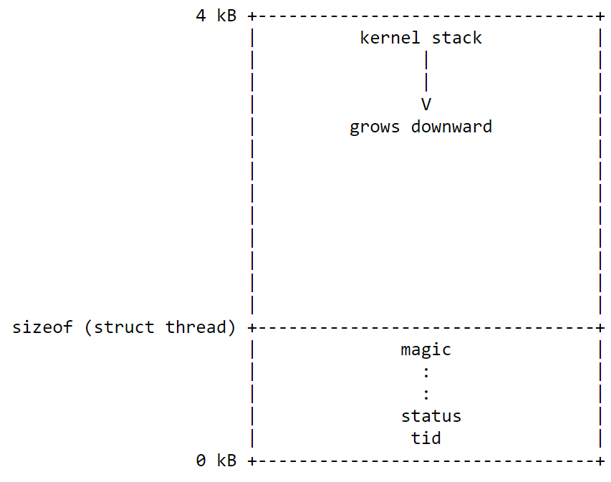 4 kB
kernel stack
|
|
V
grows downward
sizeof (struct thread)
magic
:
:
status
tid
0 kB